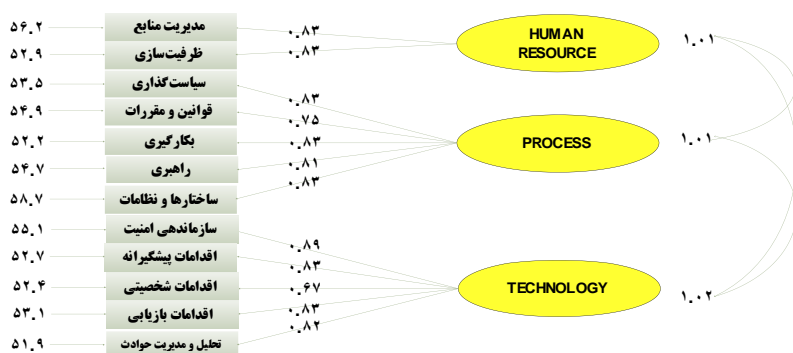 ۵۶.۲ مدیریت منابع ۰.۸۳
۵۲.۹ ظرفیت‌سازی ۰.۸۳
HUMAN
RESOURCE
۱.۰۱
۵۳.۵ سیاست‌گذاری ۰.۸۳
۵۴.۹ قوانین و مقررات ۰.۷۵
۵۲.۲ بکارگیری ۰.۸۳
۵۴.۷ راهبری ۰.۸۱
۵۸.۷ ساختارها و نظامات ۰.۸۳
PROCESS
۱.۰۱
۵۵.۱ سازماندهی امنیت ۰.۸۹
۵۲.۷ اقدامات پیشگیرانه ۰.۸۳
۵۲.۴ اقدامات شخصیتی ۰.۶۷
۵۳.۱ اقدامات بازیابی ۰.۸۳
۵۱.۹ تحلیل و مدیریت حوادث ۰.۸۲
TECHNOLOGY
۱.۰۲